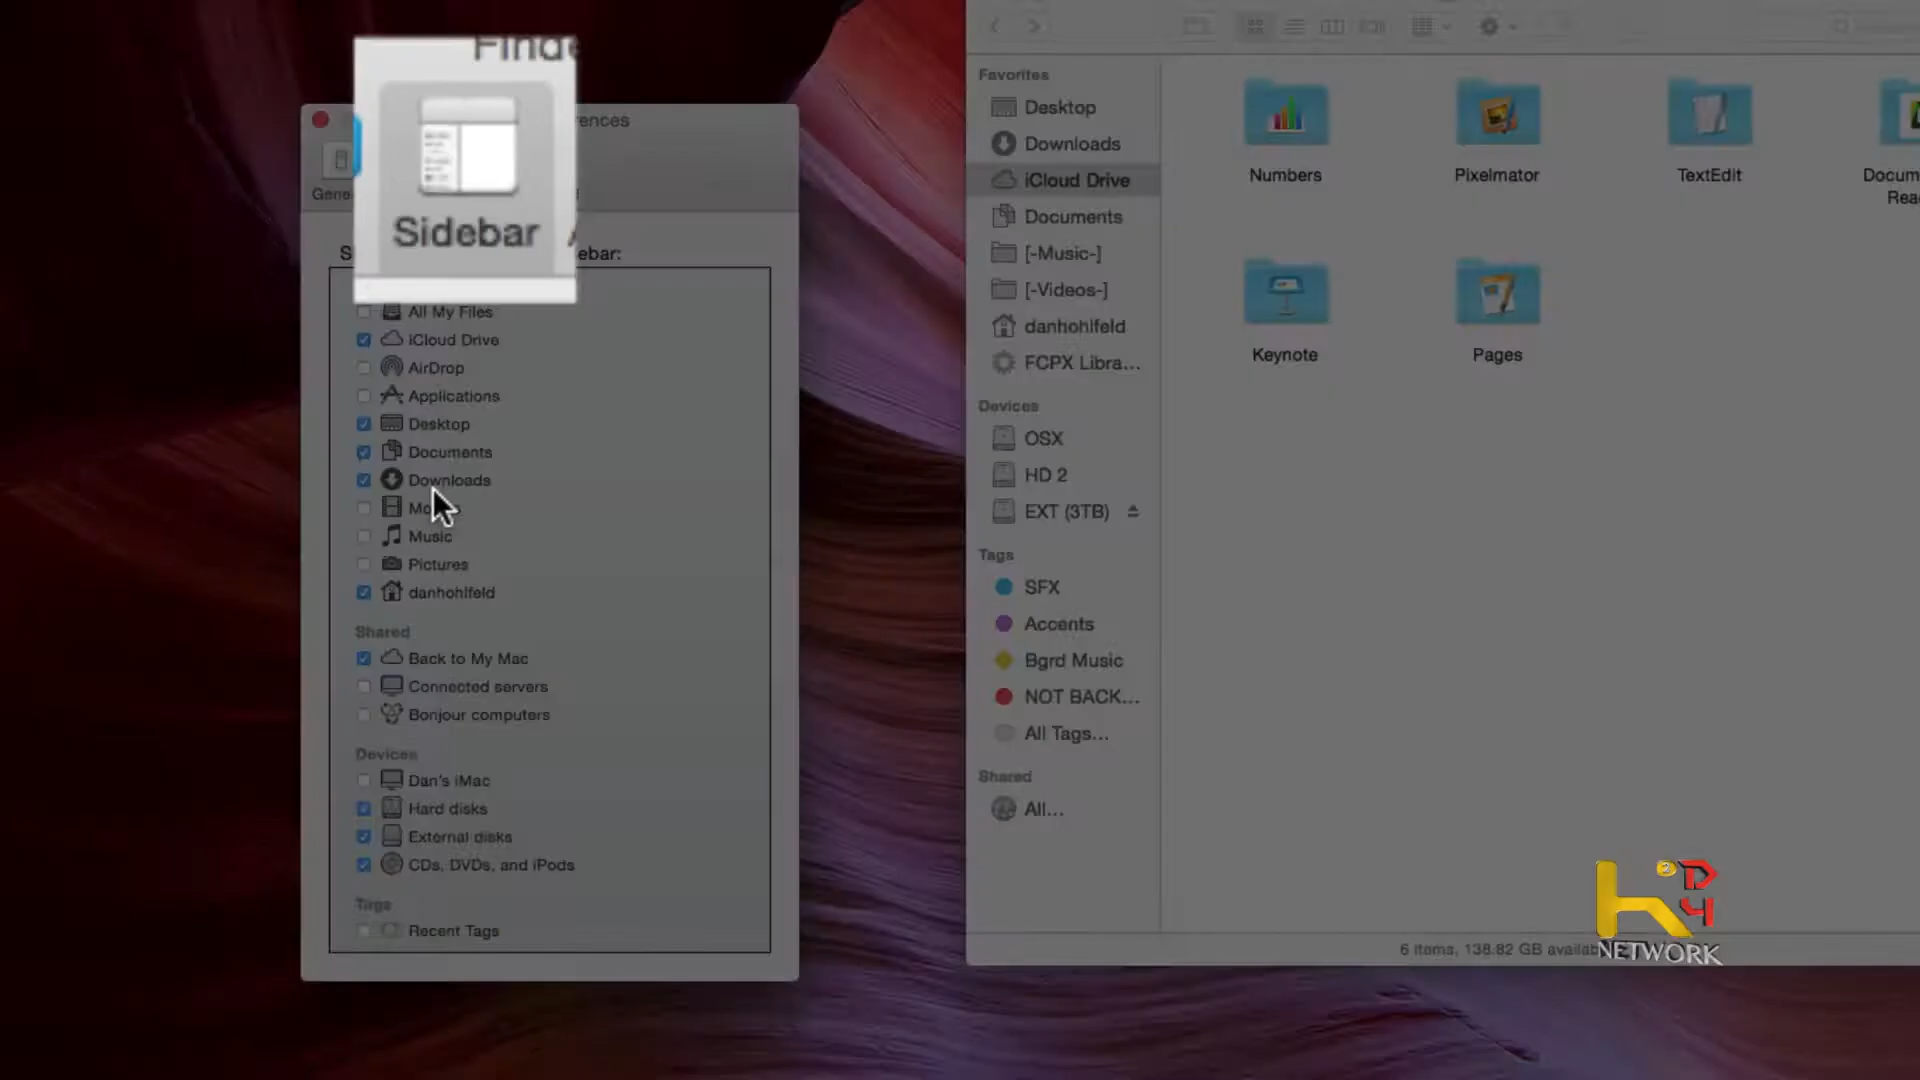 Finde
rences
Gene
Sidebar
ebar:
All My Files
iCloud Drive
AirDrop
Applications
Desktop
Documents
Downloads
Music
Pictures
danhohlfeld
Shared
Back to My Mac
Connected servers
Bonjour computers
Devices
Dan's iMac
Hard disks
External disks
CDs, DVDs, and iPods
Tags
Recent Tags
Favorites
Desktop
Downloads
iCloud Drive
Documents
[-Music-]
[-Videos-]
danhohlfeld
FCPX Libra...
Devices
OSX
HD 2
EXT (3TB)
Tags
SFX
Accents
Bgrd Music
NOT BACK...
All Tags...
Shared
All...
Numbers
Pixelmator
TextEdit
Docum
Rea
Keynote
Pages
6 items, 138.82 GB availab
NETWORK